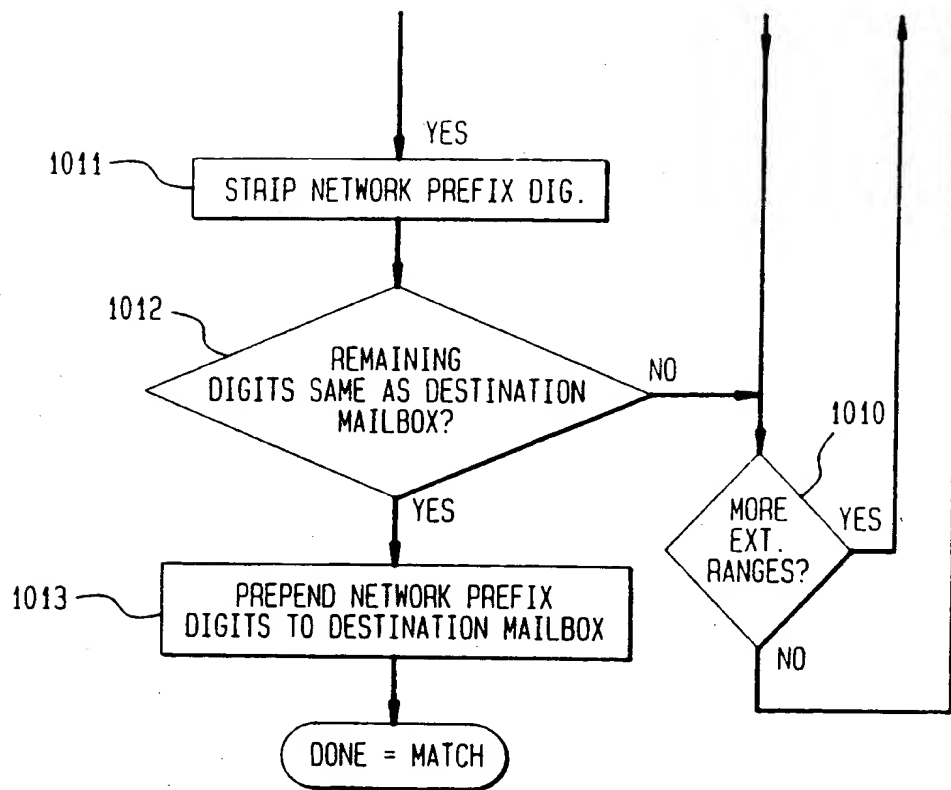 YES
1011
STRIP NETWORK PREFIX DIG.
1012
REMAINING
DIGITS SAME AS DESTINATION
MAILBOX?
NO
1010
MORE
EXT.
RANGES?
YES
NO
YES
1013
PREPEND NETWORK PREFIX
DIGITS TO DESTINATION MAILBOX
DONE = MATCH